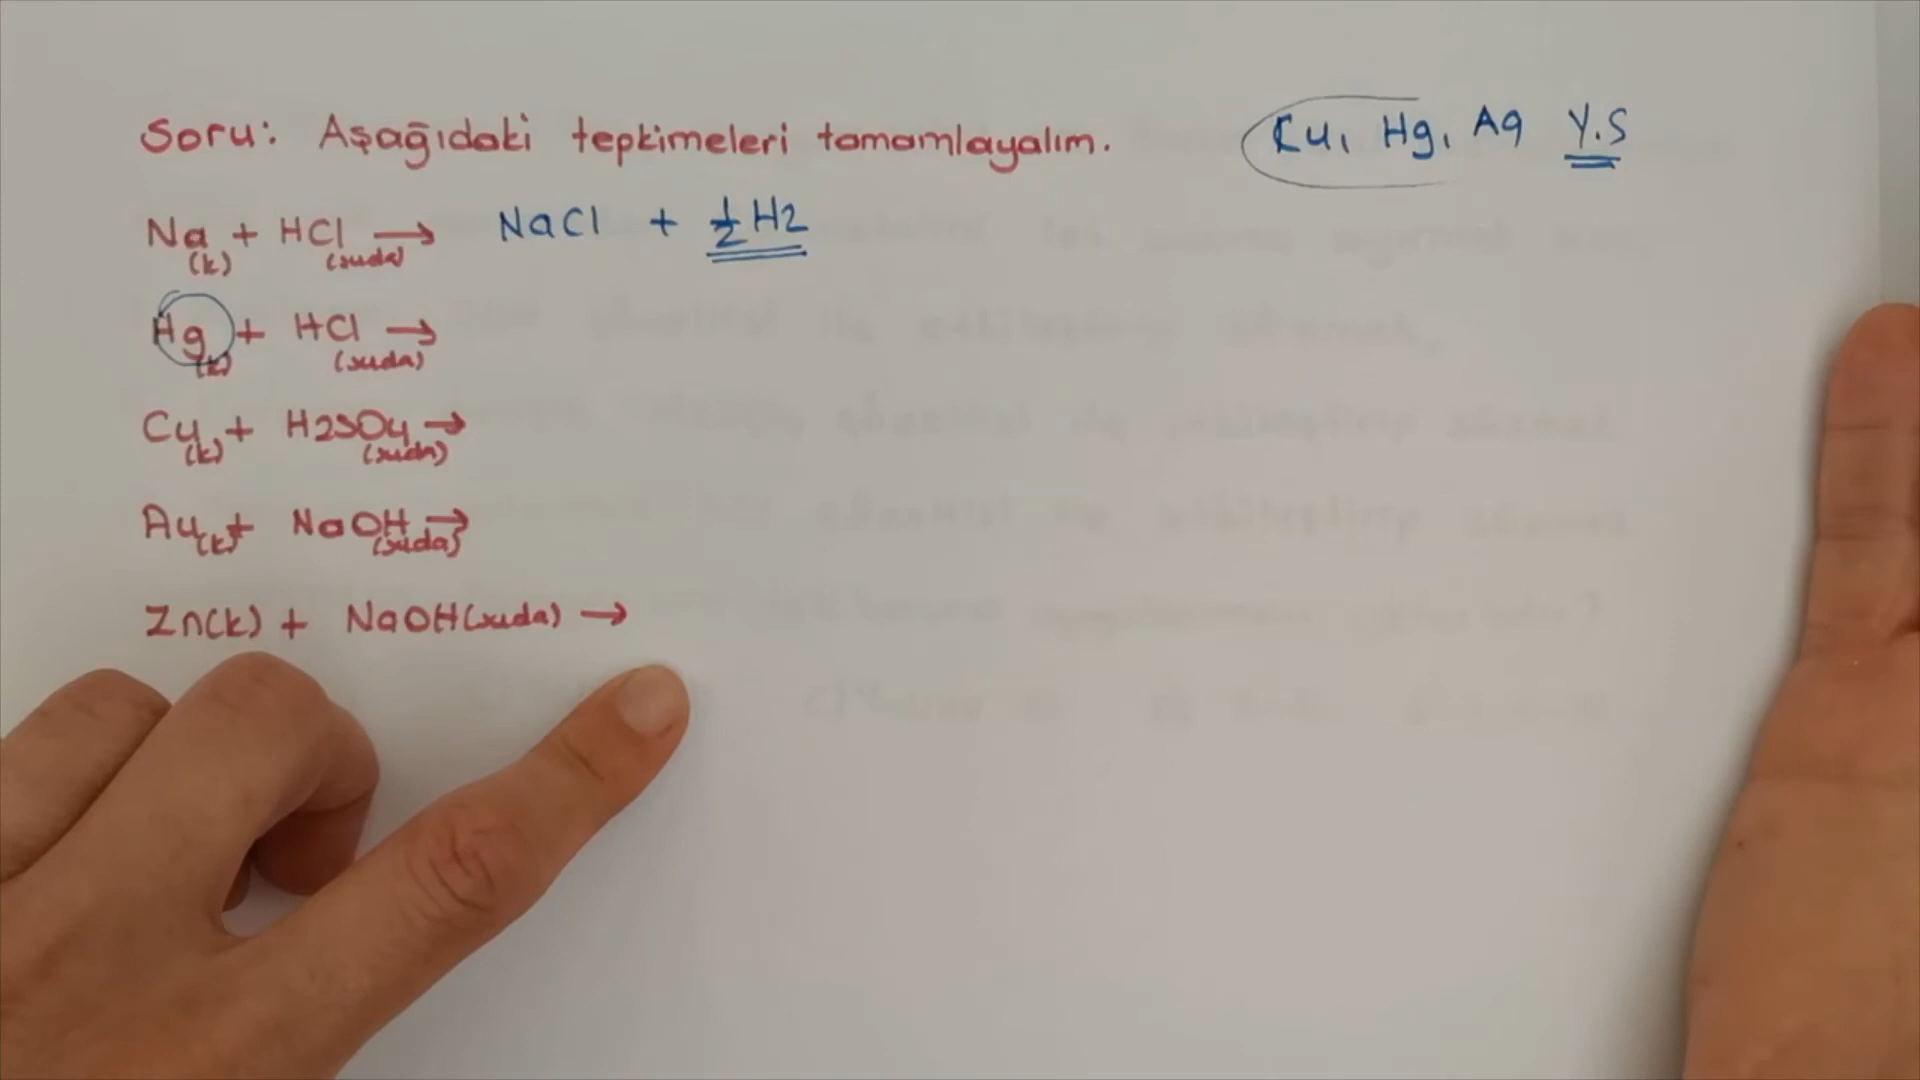 Soru: Aşağıdaki tepkimeleri tamamlayalım. Cu, Hg, Ag Y.S
Na(k) + HCl(suda) → NaCl + 1/2 H2
Hg(k) + HCl(suda) →
Cu(k) + H2SO4(suda) →
Au(k) + NaOH(suda) →
Zn(k) + NaOH(suda) →